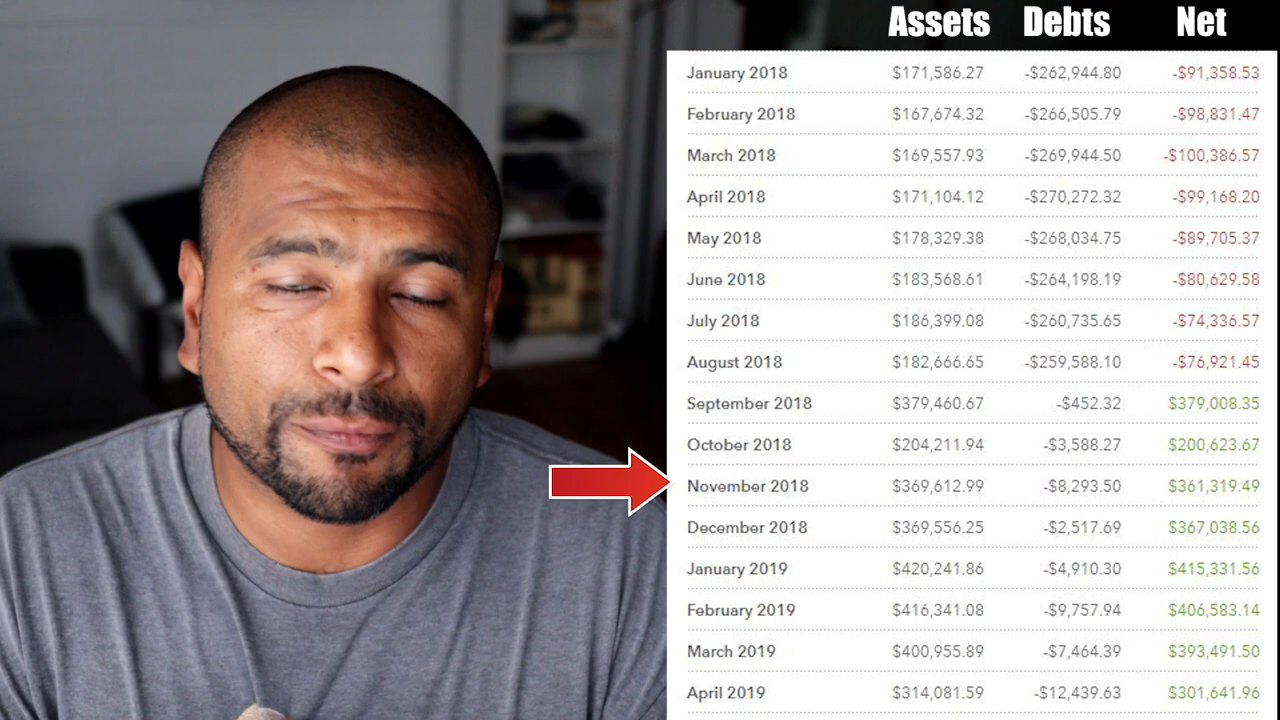 Assets Debts Net
January 2018 $171,586.27 -$262,944.80 -$91,358.53
February 2018 $167,674.32 -$266,505.79 -$98,831.47
March 2018 $169,557.93 -$269,944.50 -$100,386.57
April 2018 $171,104.12 -$270,272.32 -$99,168.20
May 2018 $178,329.38 -$268,034.75 -$89,705.37
June 2018 $183,568.61 -$264,198.19 -$80,629.58
July 2018 $186,399.08 -$260,735.65 -$74,336.57
August 2018 $182,666.65 -$259,588.10 -$76,921.45
September 2018 $379,460.67 -$452.32 $379,008.35
October 2018 $204,211.94 -$3,588.27 $200,623.67
November 2018 $369,612.99 -$8,293.50 $361,319.49
December 2018 $369,556.25 -$2,517.69 $367,038.56
January 2019 $420,241.86 -$4,910.30 $415,331.56
February 2019 $416,341.08 -$9,757.94 $406,583.14
March 2019 $400,955.89 -$7,464.39 $393,491.50
April 2019 $314,081.59 -$12,439.63 $301,641.96